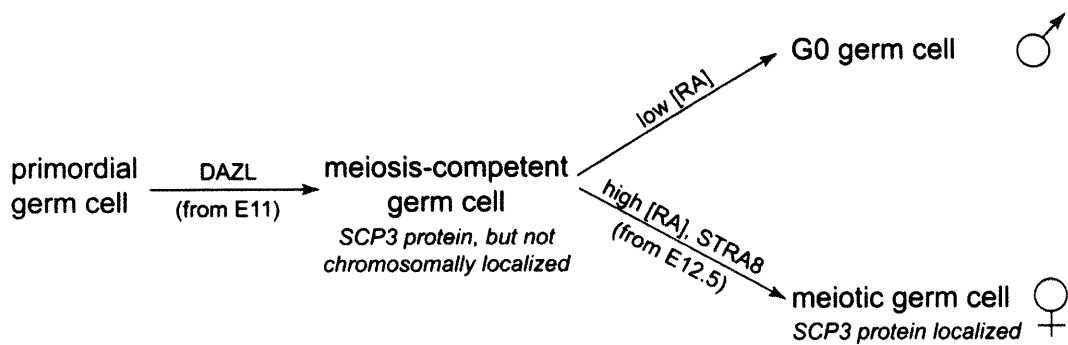 primordial
germ cell
DAZL
(from E11)
meiosis-competent
germ cell
SCP3 protein, but not
chromosomally localized
low [RA]
G0 germ cell
high [RA], STRA8
(from E12.5)
meiotic germ cell
SCP3 protein localized